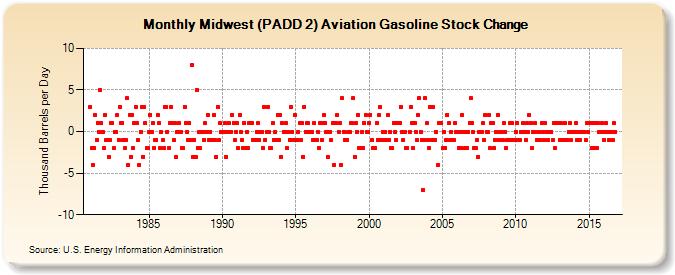 Monthly Midwest (PADD 2) Aviation Gasoline Stock Change
Thousand Barrels per Day
10
5
0
-5
-10
1985 1990 1995 2000 2005 2010 2015
Source: U.S. Energy Information Administration